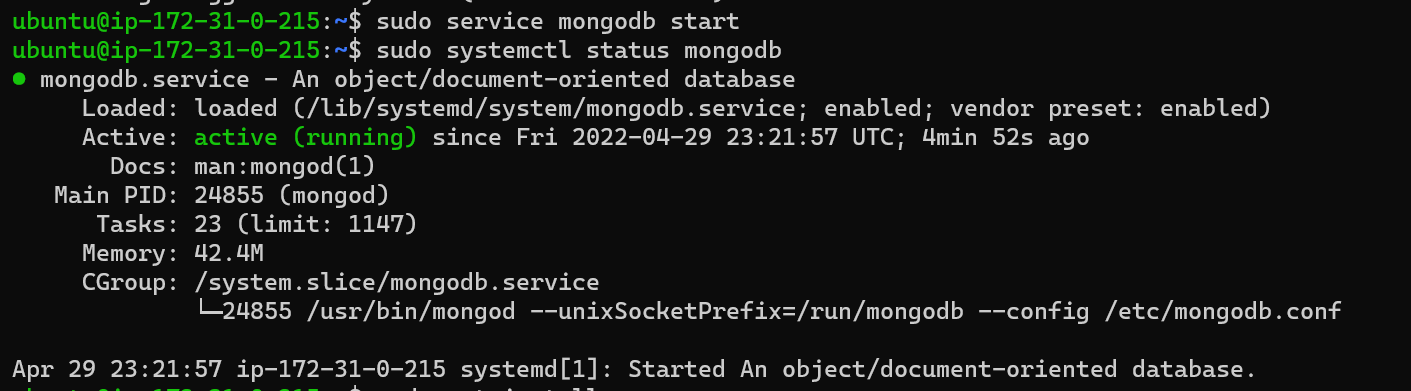 ubuntu@ip-172-31-0-215:~$ sudo service mongodb start
ubuntu@ip-172-31-0-215:~$ sudo systemctl status mongodb
● mongodb.service - An object/document-oriented database
     Loaded: loaded (/lib/systemd/system/mongodb.service; enabled; vendor preset: enabled)
     Active: active (running) since Fri 2022-04-29 23:21:57 UTC; 4min 52s ago
       Docs: man:mongod(1)
   Main PID: 24855 (mongod)
      Tasks: 23 (limit: 1147)
     Memory: 42.4M
     CGroup: /system.slice/mongodb.service
             └─24855 /usr/bin/mongod --unixSocketPrefix=/run/mongodb --config /etc/mongodb.conf
Apr 29 23:21:57 ip-172-31-0-215 systemd[1]: Started An object/document-oriented database.